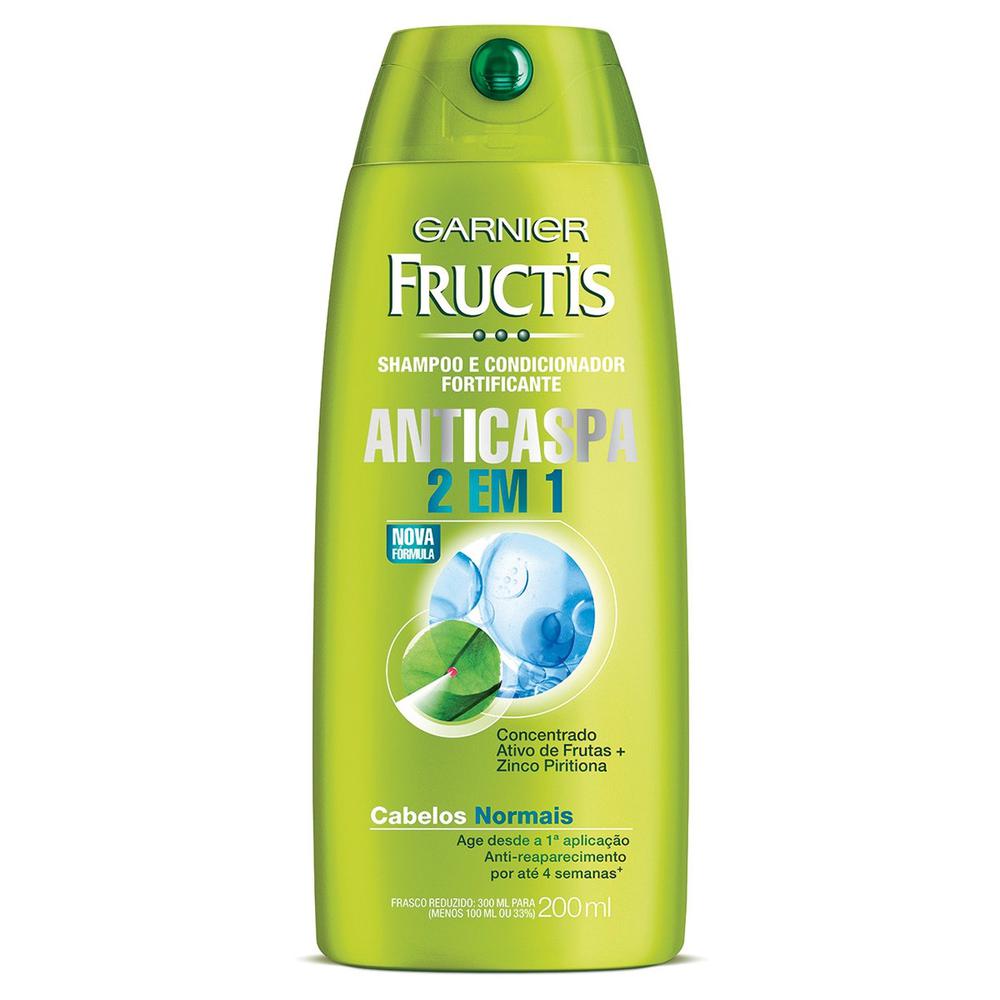 GARNIER
FRUCTIS
SHAMPOO E CONDICIONADOR
FORTIFICANTE
ANTICASPA
2 EM 1
NOVA
FÓRMULA
Concentrado
Ativo de Frutas +
Zinco Piritiona
Cabelos Normais
Age desde a 1ª aplicação
Anti-reaparecimento
por até 4 semanas+
FRASCO REDUZIDO: 300 ML PARA
(MENOS 100 ML OU 33%) 200 ml